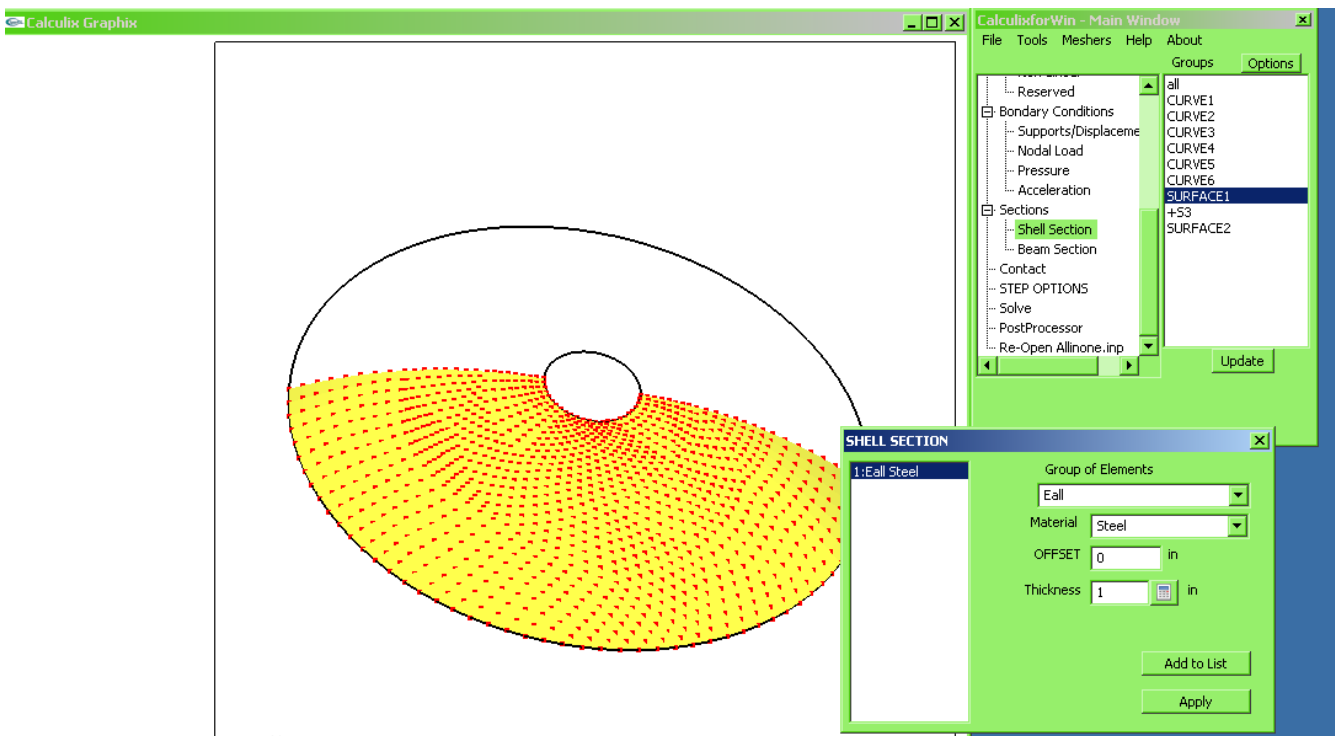 Calculix Graphix
CalculixforWin - Main Window
File Tools Meshers Help About
Groups Options
Reserved
Bondary Conditions
Supports/Displaceme
Nodal Load
Pressure
Acceleration
Sections
Shell Section
Beam Section
Contact
STEP OPTIONS
Solve
PostProcessor
Re-Open Allinone.inp
all
CURVE1
CURVE2
CURVE3
CURVE4
CURVE5
CURVE6
SURFACE1
+S3
SURFACE2
Update
SHELL SECTION
1:Eall Steel
Group of Elements
Eall
Material Steel
OFFSET 0 in
Thickness 1 in
Add to List
Apply